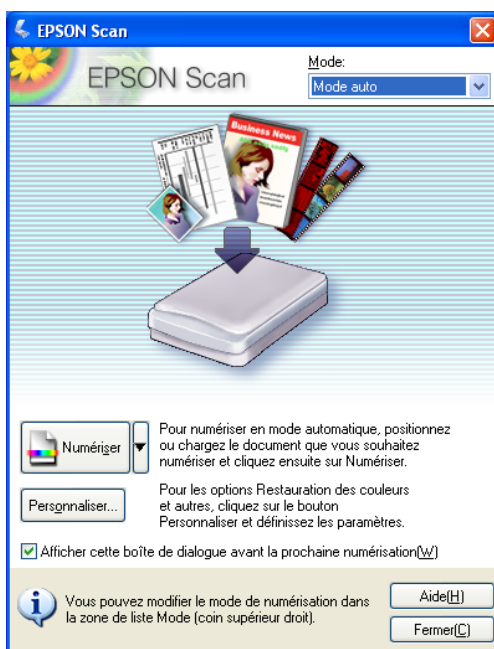 EPSON Scan
EPSON Scan
Mode:
Mode auto
Business News
Numériser
Pour numériser en mode automatique, positionnez
ou chargez le document que vous souhaitez
numériser et cliquez ensuite sur Numériser.
Personnaliser...
Pour les options Restauration des couleurs
et autres, cliquez sur le bouton
Personnaliser et définissez les paramètres.
Afficher cette boîte de dialogue avant la prochaine numérisation(W)
Vous pouvez modifier le mode de numérisation dans
la zone de liste Mode (coin supérieur droit).
Aide(H)
Fermer(C)